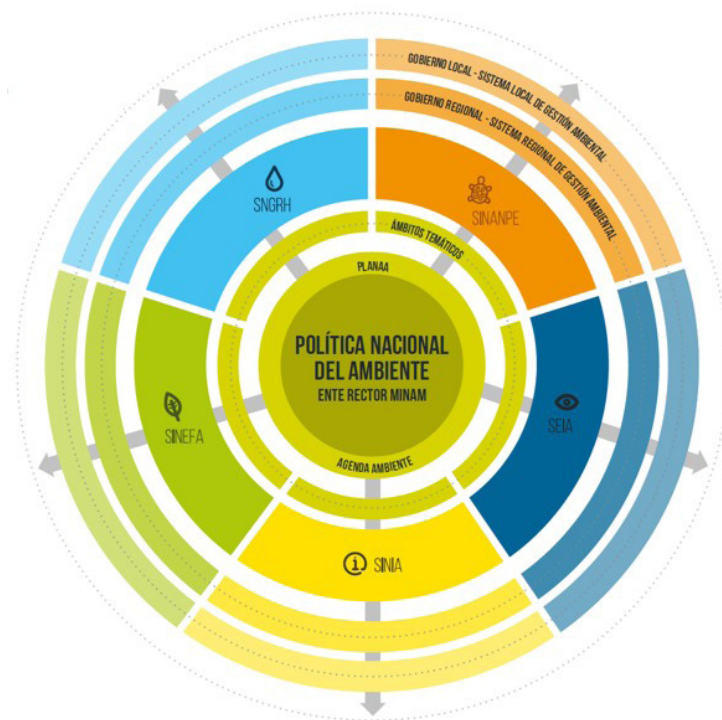 GOBIERNO LOCAL - SISTEMA LOCAL DE GESTIÓN AMBIENTAL
GOBIERNO REGIONAL - SISTEMA REGIONAL DE GESTIÓN AMBIENTAL
SNGRH
SINANPE
ÁMBITOS TEMÁTICOS
PLANAA
POLÍTICA NACIONAL
DEL AMBIENTE
ENTE RECTOR MINAM
AGENDA AMBIENTE
SINEFA
SEIA
SINIA